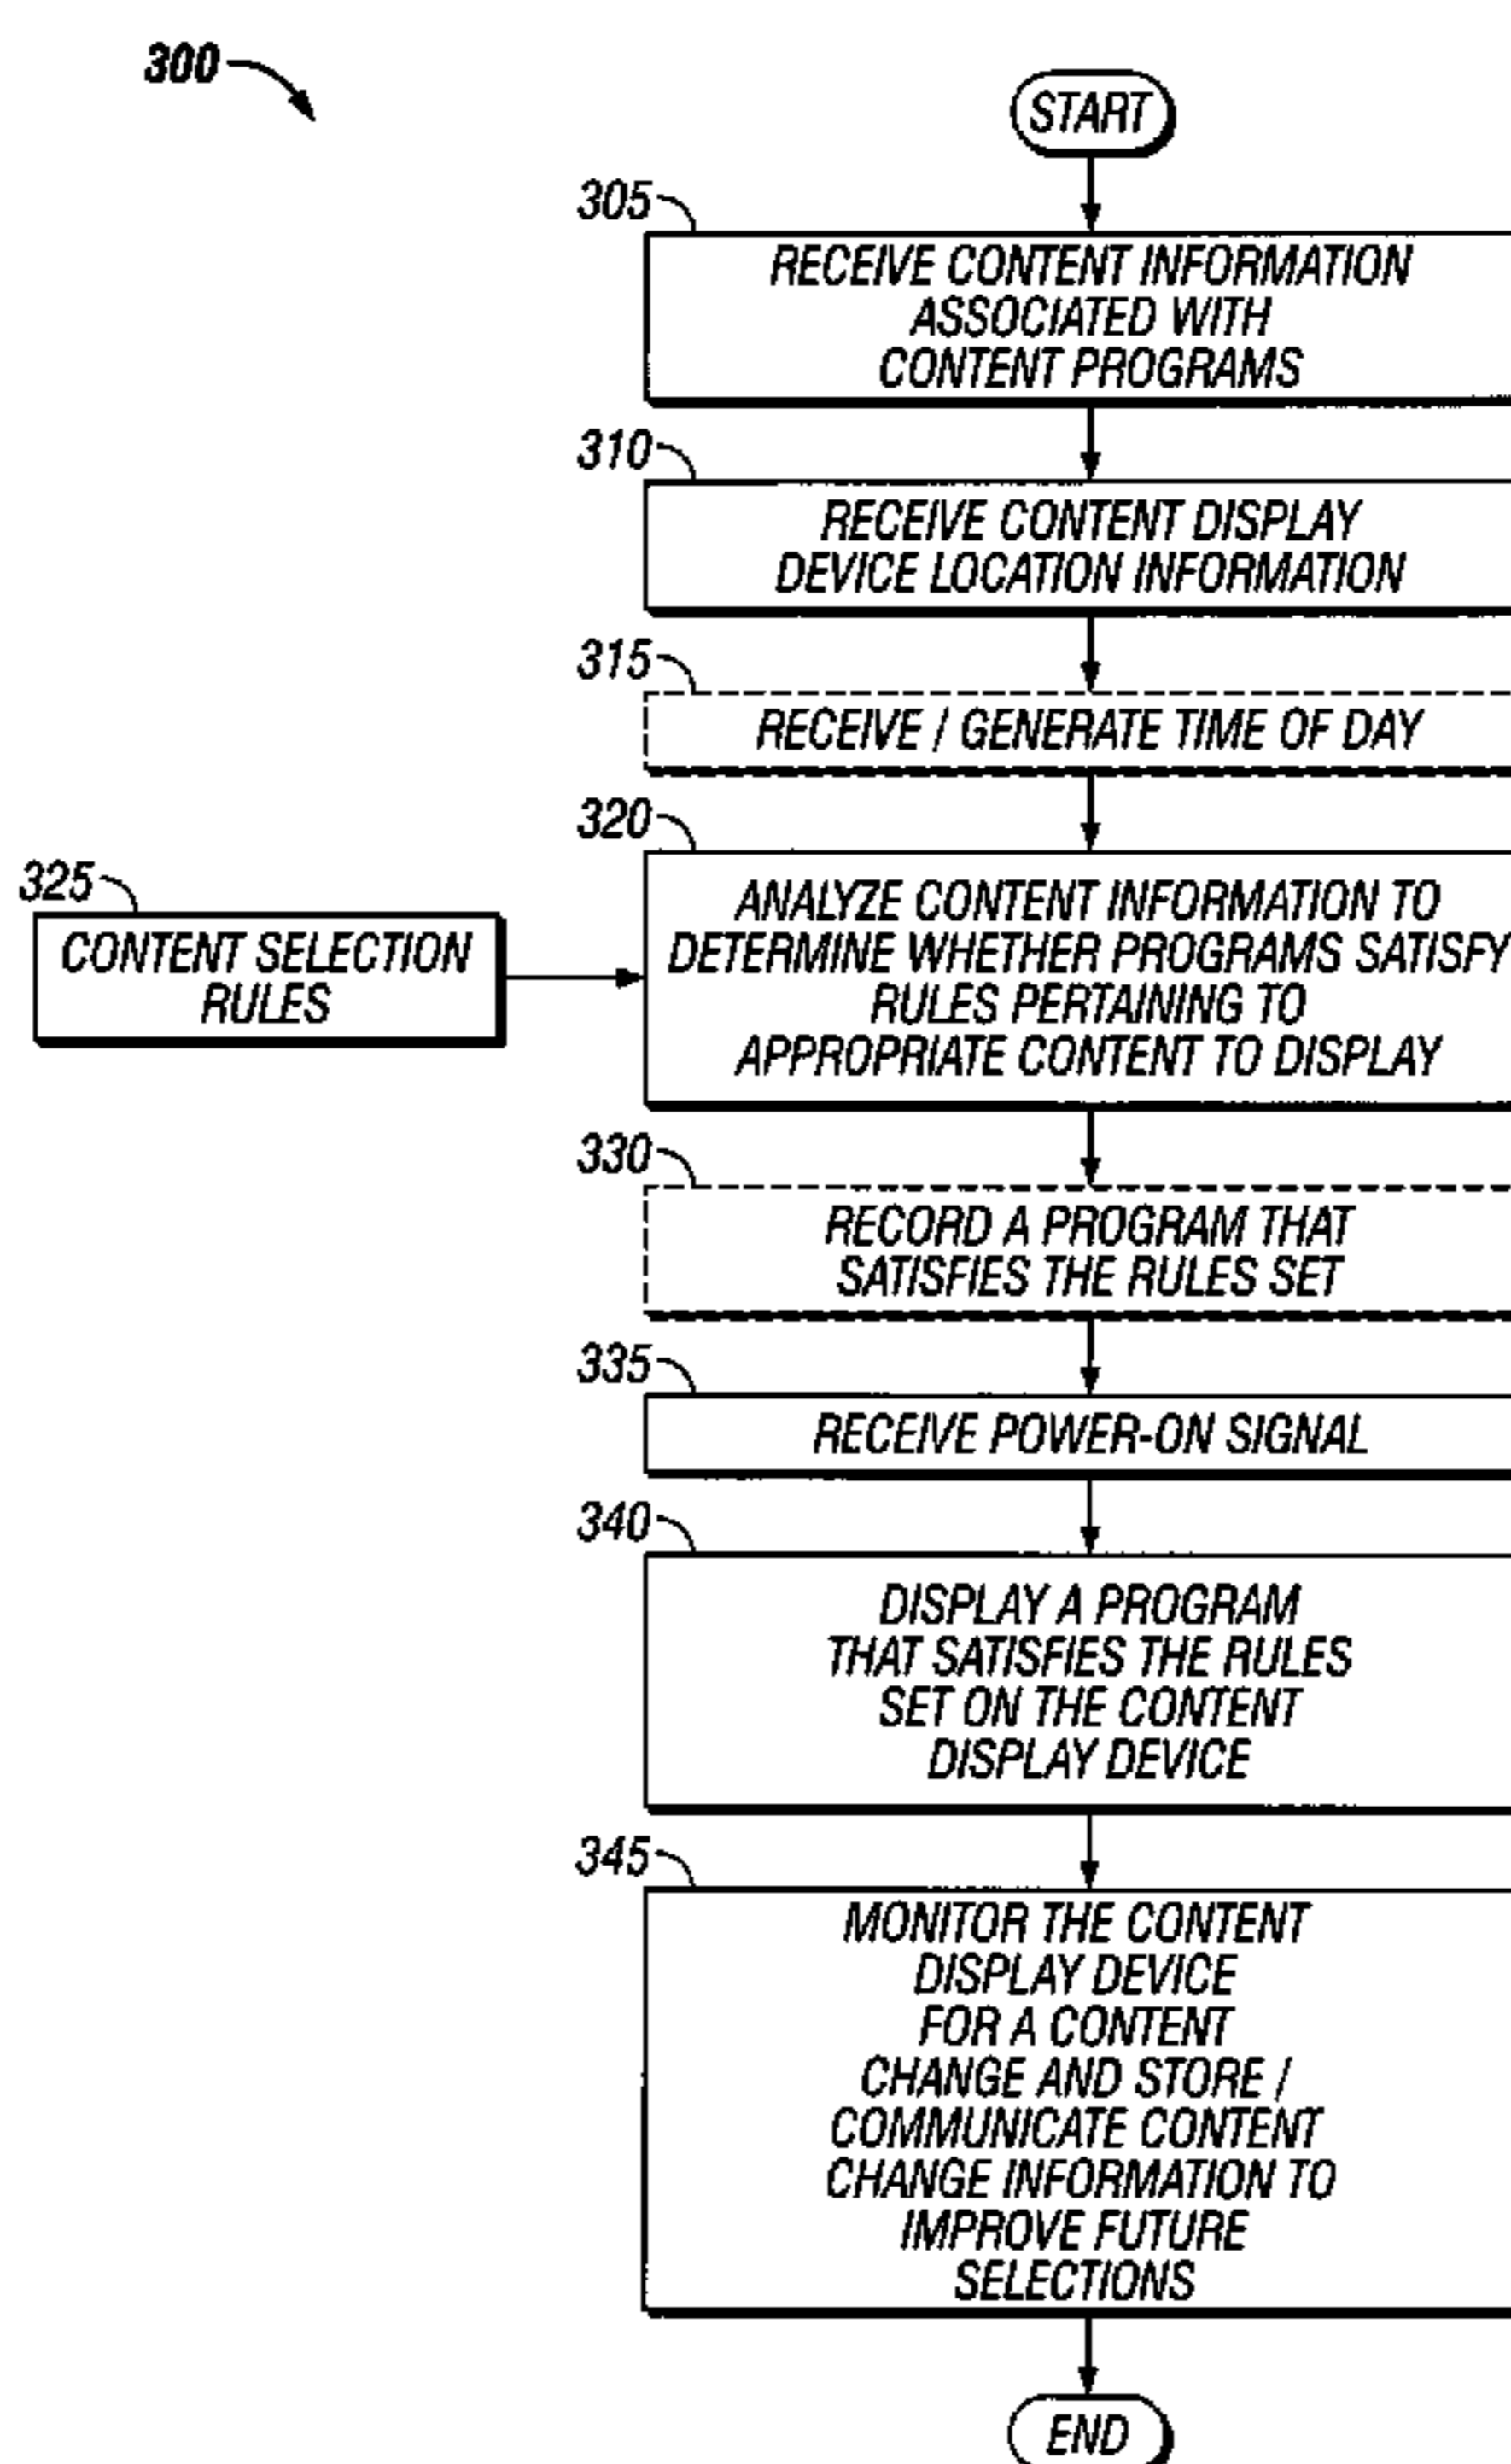 300
START
305
RECEIVE CONTENT INFORMATION
ASSOCIATED WITH
CONTENT PROGRAMS
310
RECEIVE CONTENT DISPLAY
DEVICE LOCATION INFORMATION
315
RECEIVE / GENERATE TIME OF DAY
320
325
CONTENT SELECTION
RULES
ANALYZE CONTENT INFORMATION TO
DETERMINE WHETHER PROGRAMS SATISFY
RULES PERTAINING TO
APPROPRIATE CONTENT TO DISPLAY
330
RECORD A PROGRAM THAT
SATISFIES THE RULES SET
335
RECEIVE POWER-ON SIGNAL
340
DISPLAY A PROGRAM
THAT SATISFIES THE RULES
SET ON THE CONTENT
DISPLAY DEVICE
345
MONITOR THE CONTENT
DISPLAY DEVICE
FOR A CONTENT
CHANGE AND STORE /
COMMUNICATE CONTENT
CHANGE INFORMATION TO
IMPROVE FUTURE
SELECTIONS
END